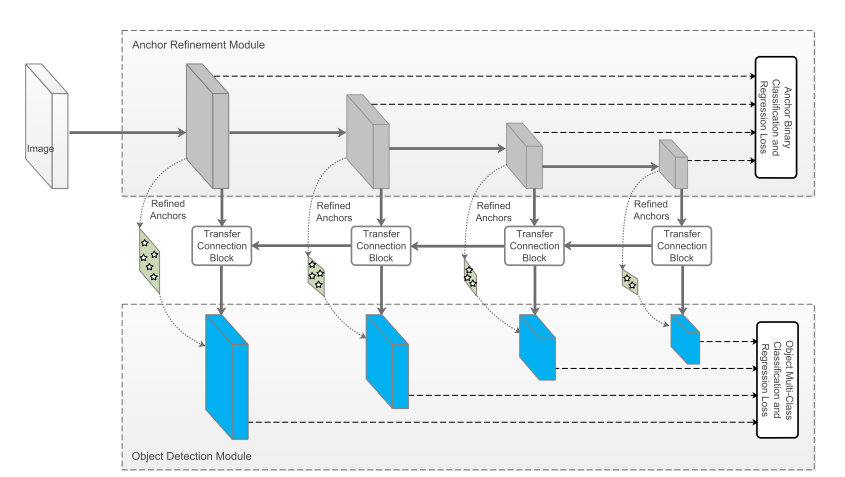 Anchor Refinement Module
Image
Anchor Binary
Classification and
Regression Loss
Refined
Anchors
Refined
Anchors
Refined
Anchors
Refined
Anchors
Transfer
Connection
Block
Transfer
Connection
Block
Transfer
Connection
Block
Transfer
Connection
Block
Object Multi-Class
Classification and
Regression Loss
Object Detection Module